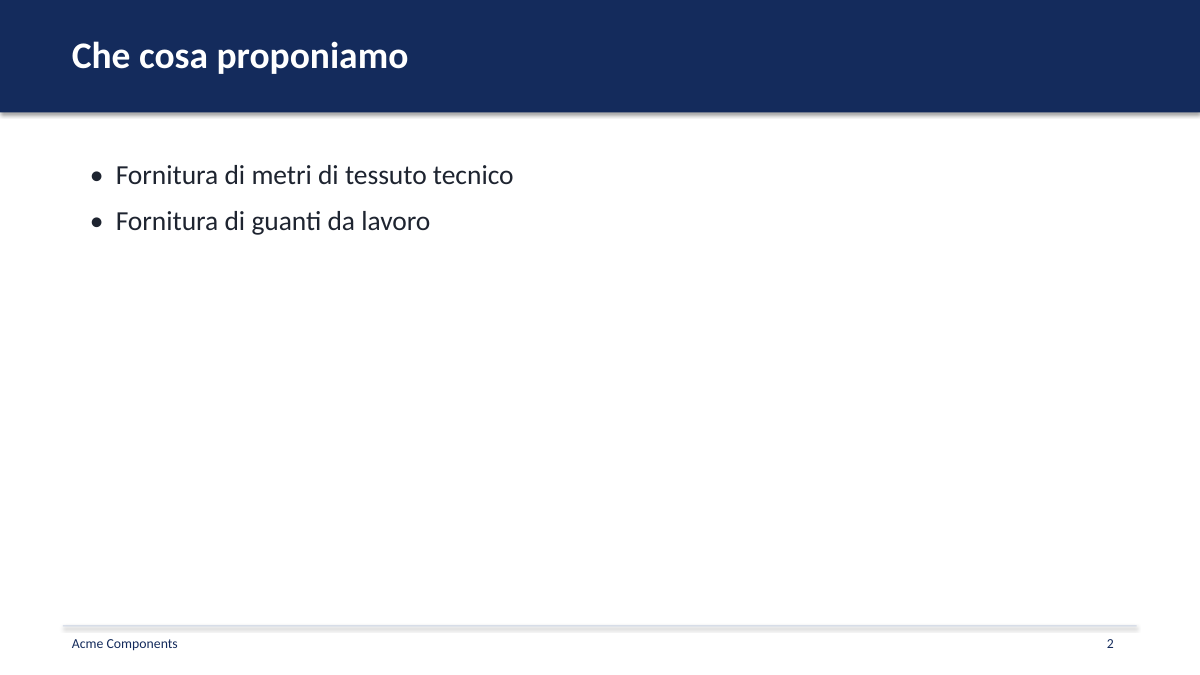 Che cosa proponiamo
• Fornitura di metri di tessuto tecnico
• Fornitura di guanti da lavoro
Acme Components
2